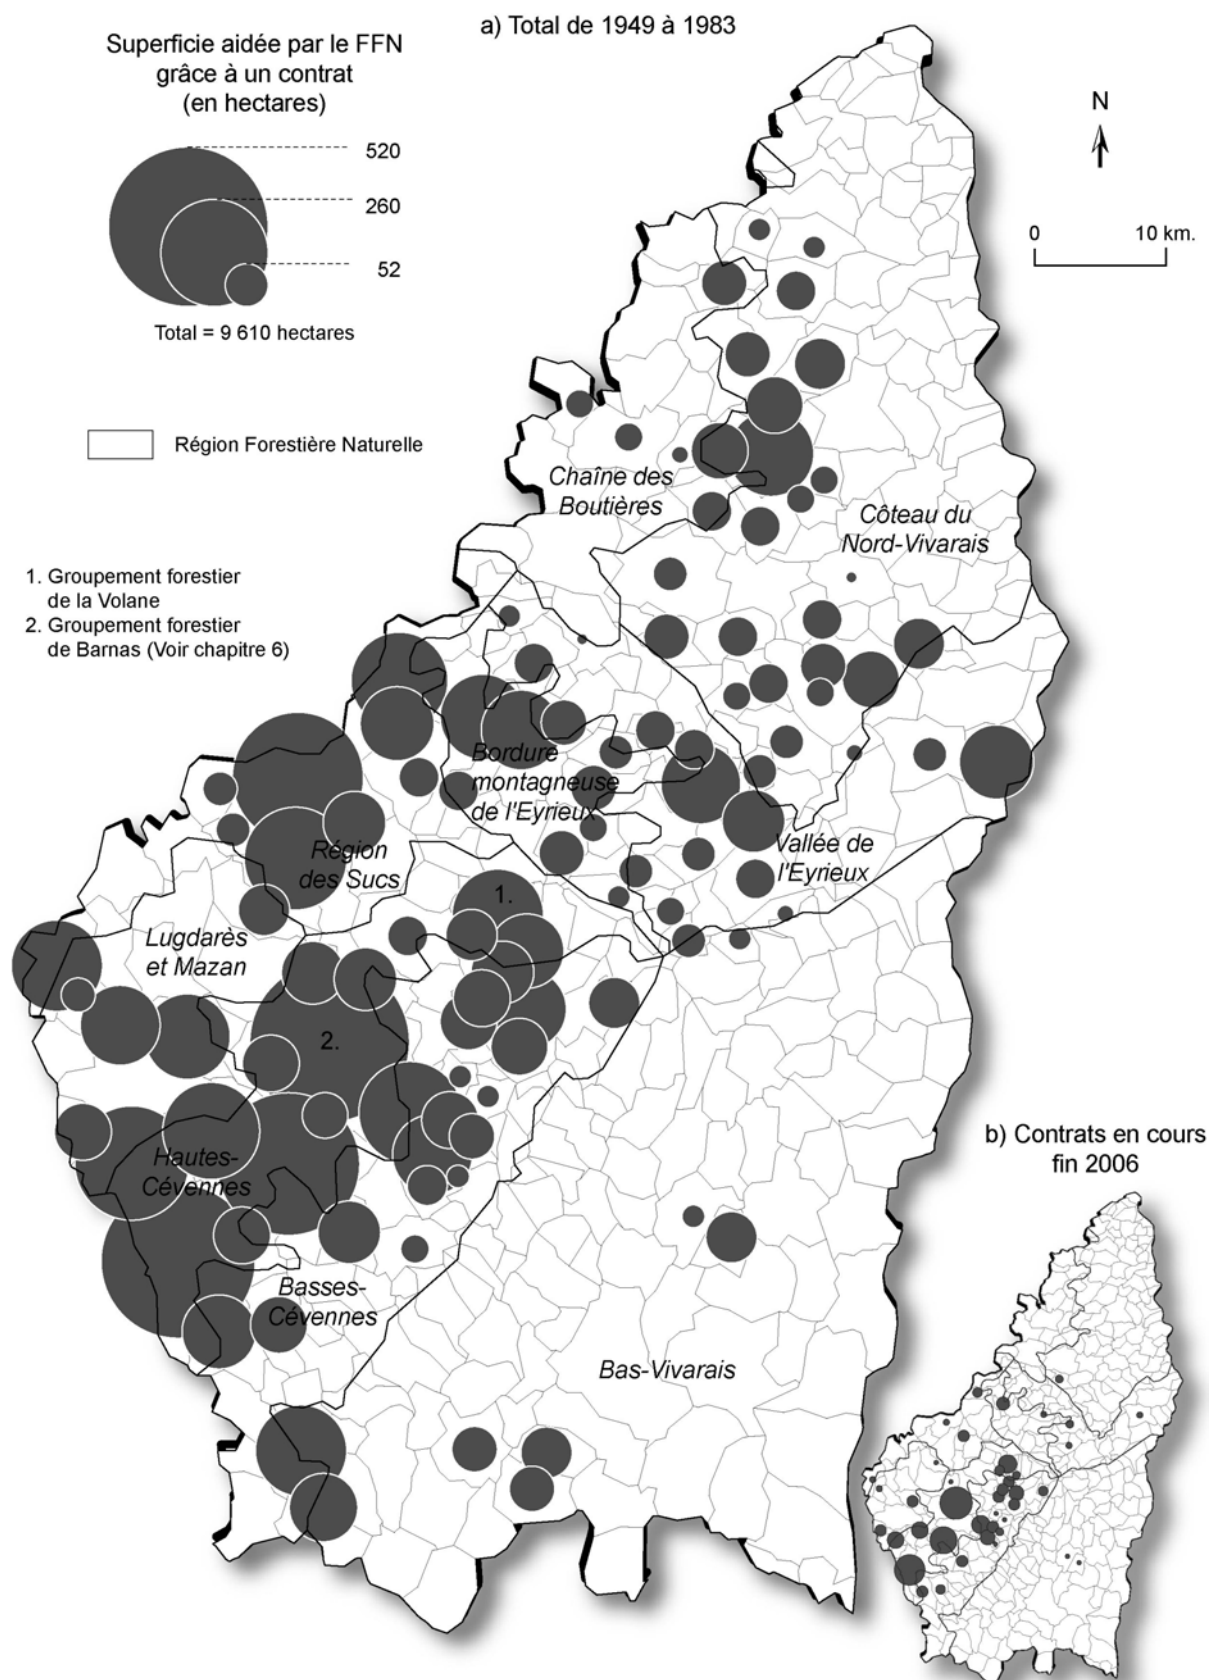 a) Total de 1949 à 1983
Superficie aidée par le FFN
grâce à un contrat
(en hectares)
520
260
52
Total = 9 610 hectares
N
0 10 km.
Région Forestière Naturelle
1. Groupement forestier
de la Volane
2. Groupement forestier
de Barnas (Voir chapitre 6)
Chaîne des
Boutières
Côteau du
Nord-Vivarais
Bordure
montagneuse
de l'Eyrieux
Vallée de
l'Eyrieux
Région
des Sucs
1.
Lugdarès
et Mazan
2.
Hautes-
Cévennes
Basses-
Cévennes
Bas-Vivarais
b) Contrats en cours
fin 2006